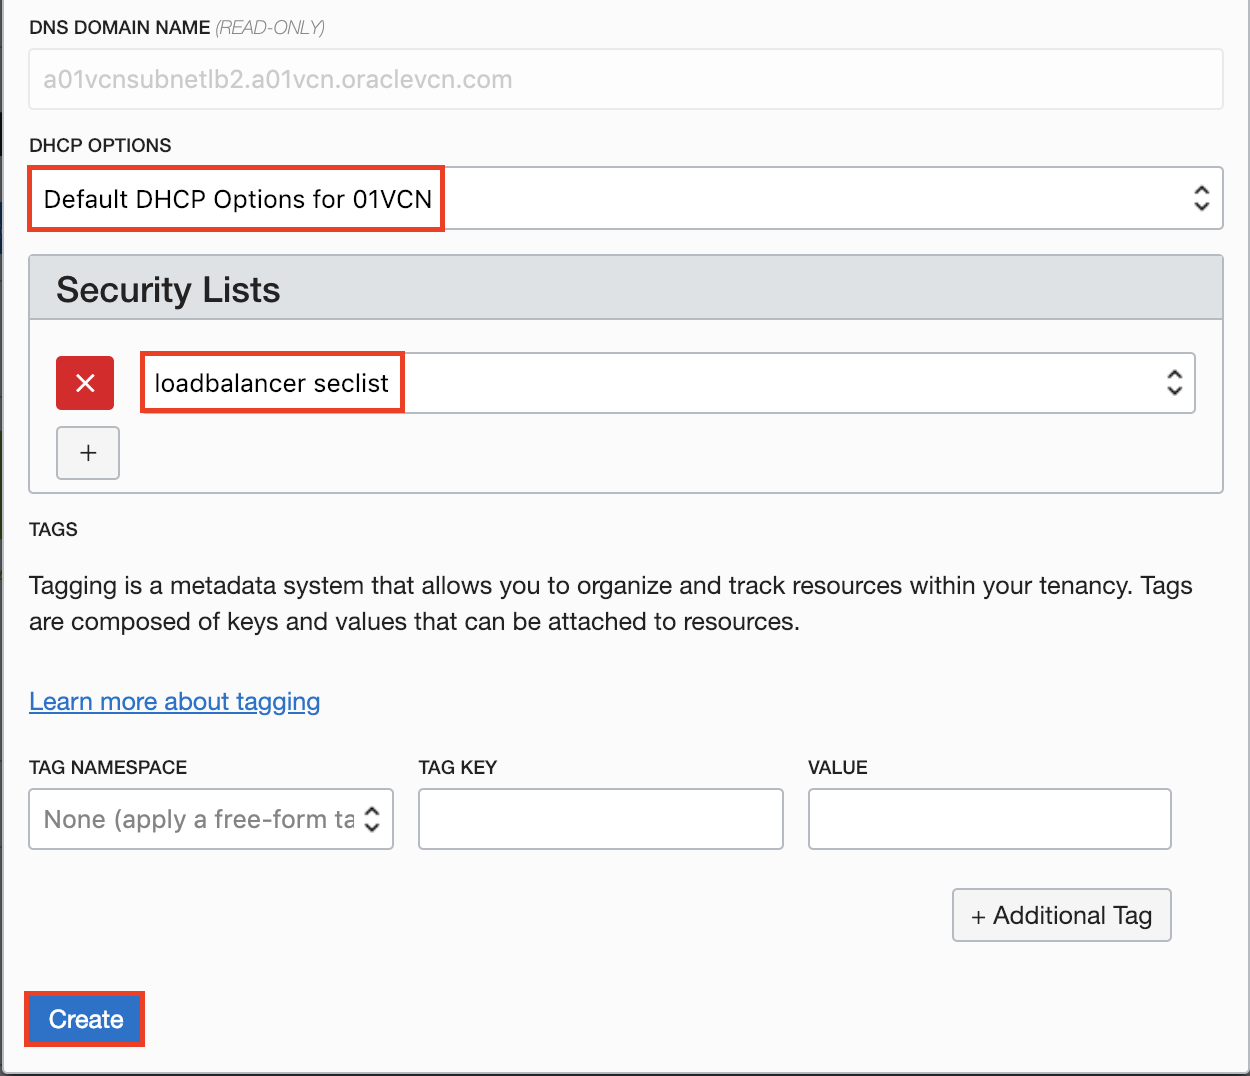 DNS DOMAIN NAME (READ-ONLY)
a01vcnsubnetlb2.a01vcn.oraclevcn.com
DHCP OPTIONS
Default DHCP Options for 01VCN
Security Lists
loadbalancer seclist
+
TAGS
Tagging is a metadata system that allows you to organize and track resources within your tenancy. Tags
are composed of keys and values that can be attached to resources.
Learn more about tagging
TAG NAMESPACE TAG KEY VALUE
None (apply a free-form ta
+ Additional Tag
Create